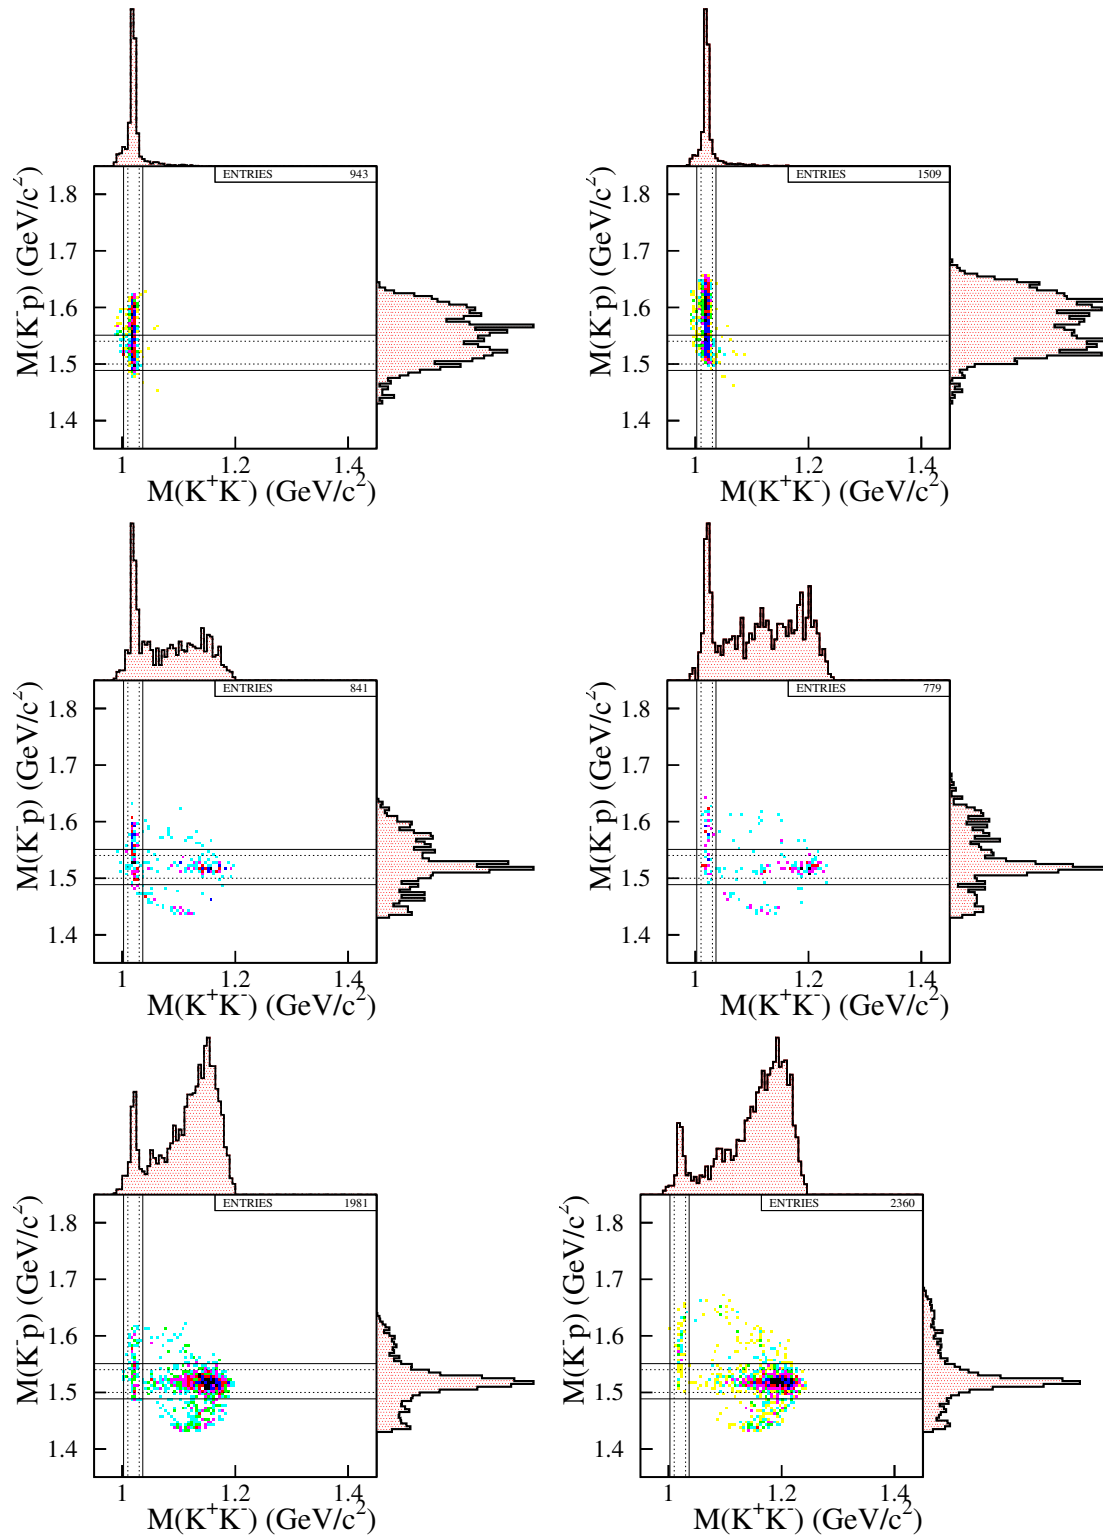 ENTRIES 943
M(K⁻p) (GeV/c²)
1.8
1.7
1.6
1.5
1.4
1 1.2 1.4
M(K⁺K⁻) (GeV/c²)
ENTRIES 1509
M(K⁻p) (GeV/c²)
1.8
1.7
1.6
1.5
1.4
1 1.2 1.4
M(K⁺K⁻) (GeV/c²)
ENTRIES 841
M(K⁻p) (GeV/c²)
1.8
1.7
1.6
1.5
1.4
1 1.2 1.4
M(K⁺K⁻) (GeV/c²)
ENTRIES 779
M(K⁻p) (GeV/c²)
1.8
1.7
1.6
1.5
1.4
1 1.2 1.4
M(K⁺K⁻) (GeV/c²)
ENTRIES 1981
M(K⁻p) (GeV/c²)
1.8
1.7
1.6
1.5
1.4
1 1.2 1.4
M(K⁺K⁻) (GeV/c²)
ENTRIES 2360
M(K⁻p) (GeV/c²)
1.8
1.7
1.6
1.5
1.4
1 1.2 1.4
M(K⁺K⁻) (GeV/c²)